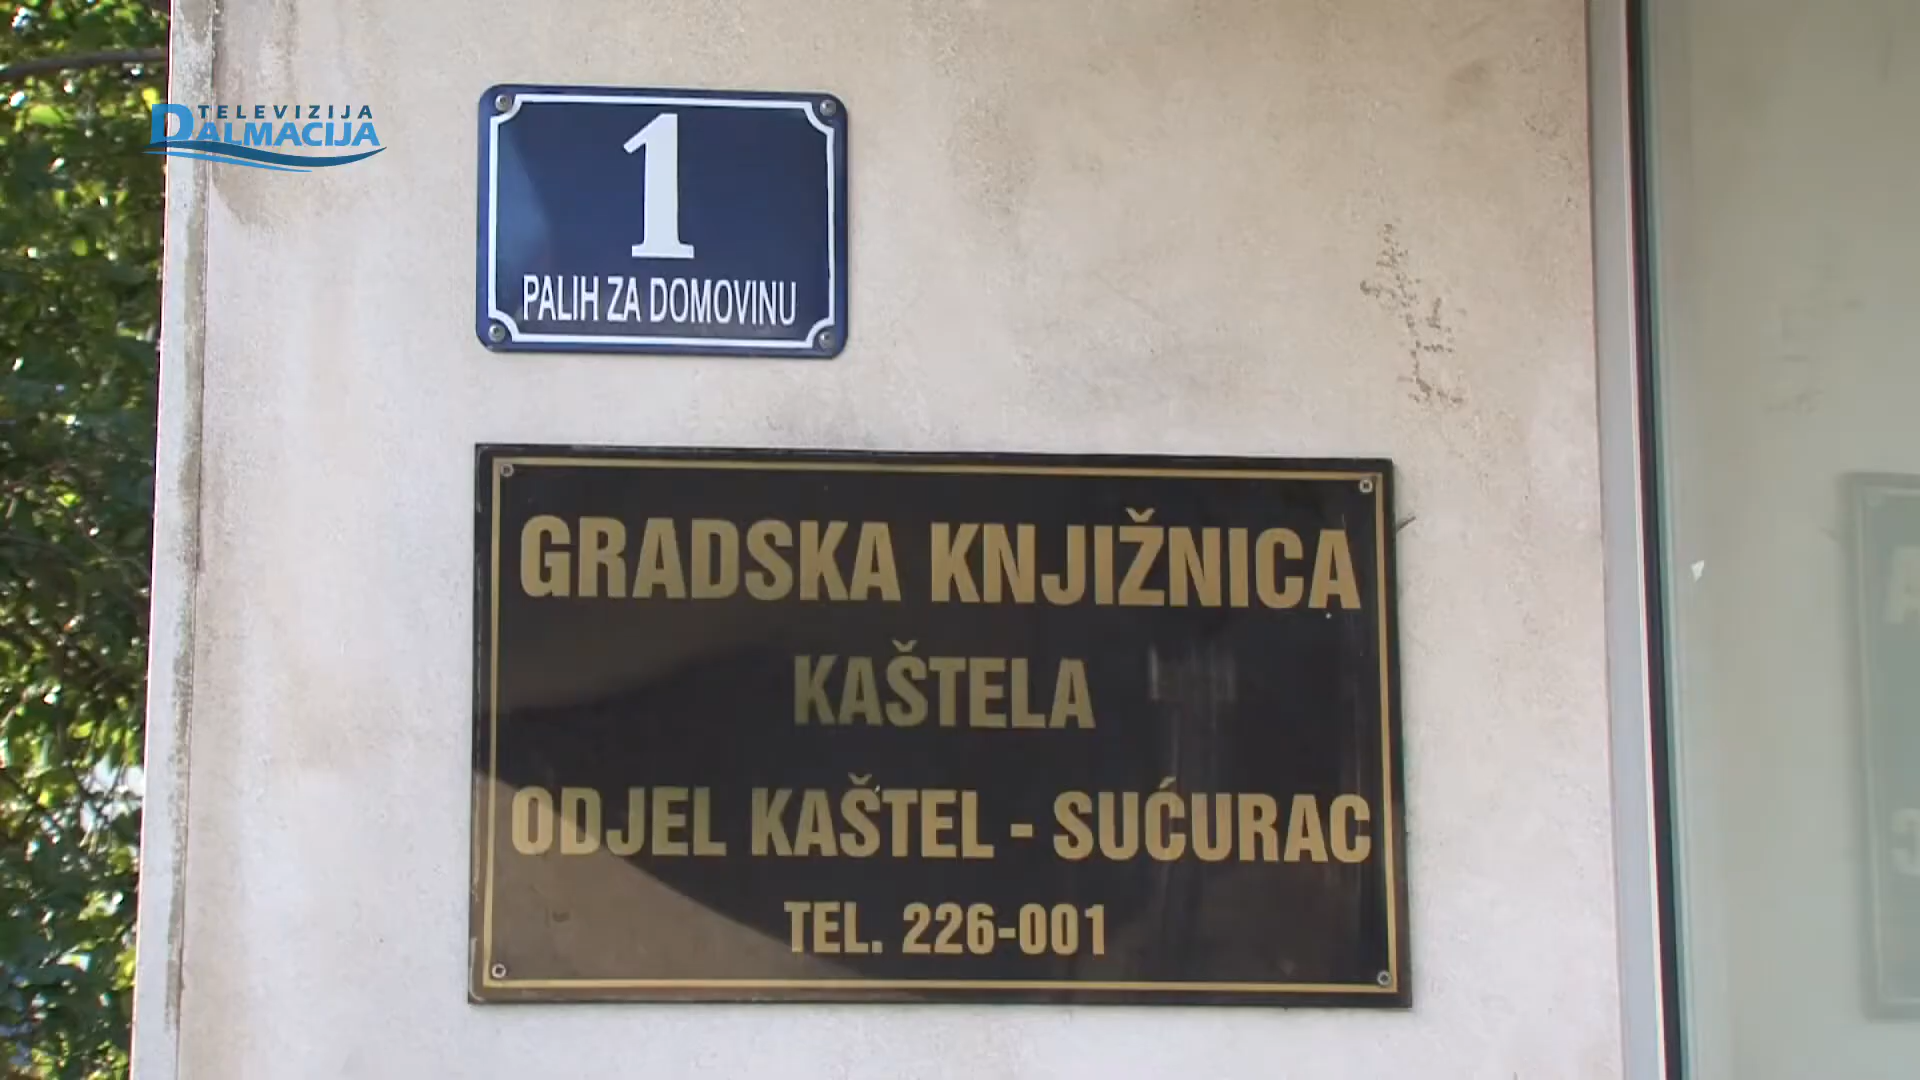 TELEVIZIJA
DALMACIJA
1
PALIH ZA DOMOVINU
GRADSKA KNJIŽNICA
KAŠTELA
ODJEL KAŠTEL - SUĆURAC
TEL. 226-001